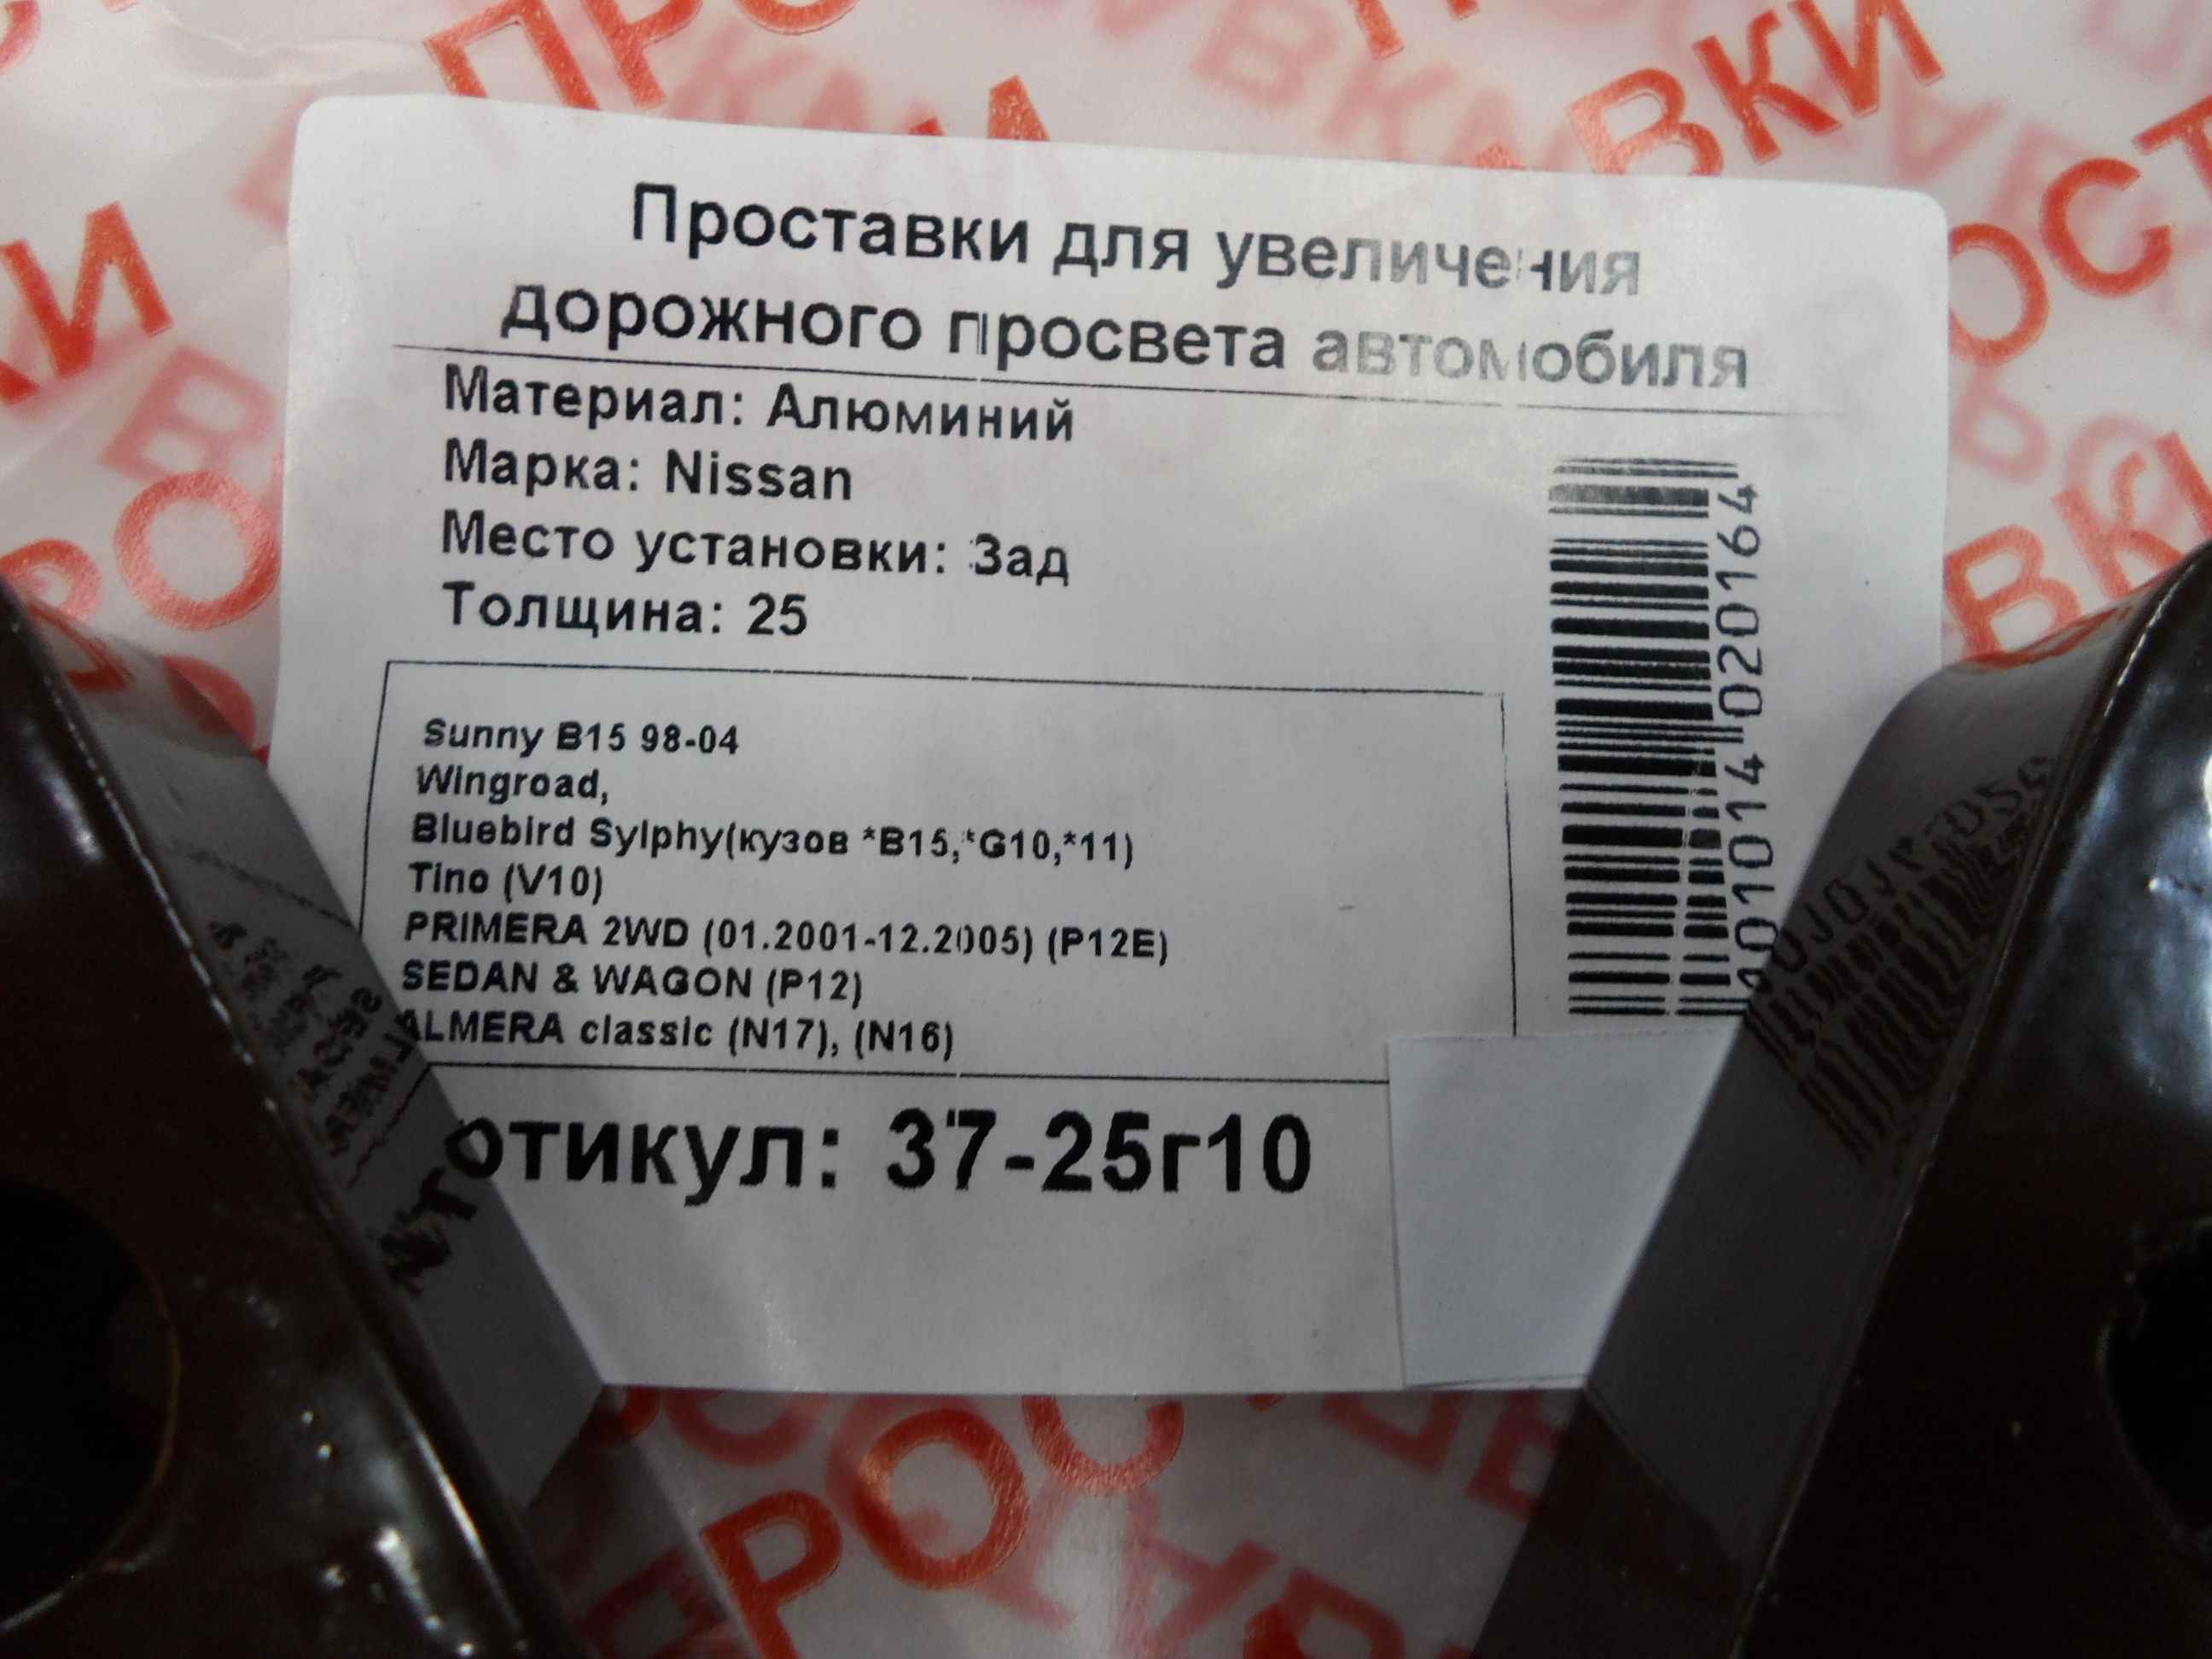 Проставки для увеличения
дорожного просвета автомобиля
Материал: Алюминий
Марка: Nissan
Место установки: Зад
Толщина: 25
Sunny B15 98-04
Wingroad,
Bluebird Sylphy(кузов *B15,*G10,*11)
Tino (V10)
PRIMERA 2WD (01.2001-12.2005) (P12E)
SEDAN & WAGON (P12)
ALMERA classic (N17), (N16)
отикул: 37-25г10
101014020164